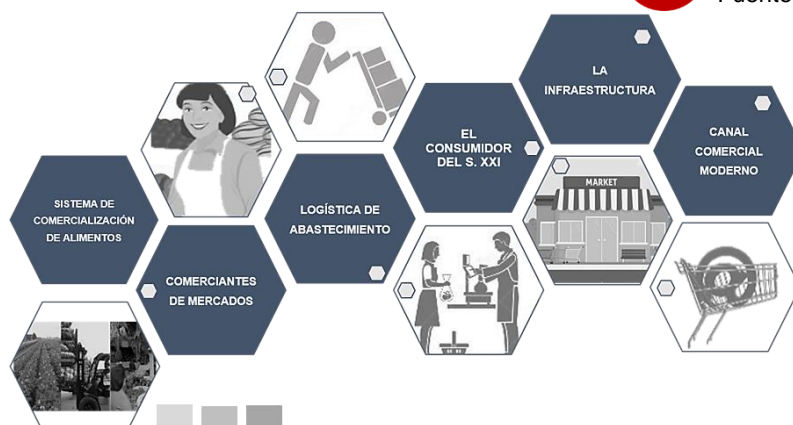 SISTEMA DE
COMERCIALIZACIÓN
DE ALIMENTOS
COMERCIANTES
DE MERCADOS
LOGÍSTICA DE
ABASTECIMIENTO
EL
CONSUMIDOR
DEL S. XXI
LA
INFRAESTRUCTURA
MARKET
CANAL
COMERCIAL
MODERNO